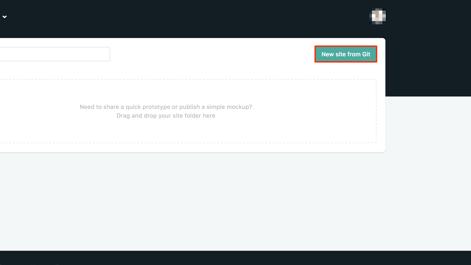 New site from Git
Need to share a quick prototype or publish a simple mockup?
Drag and drop your site folder here